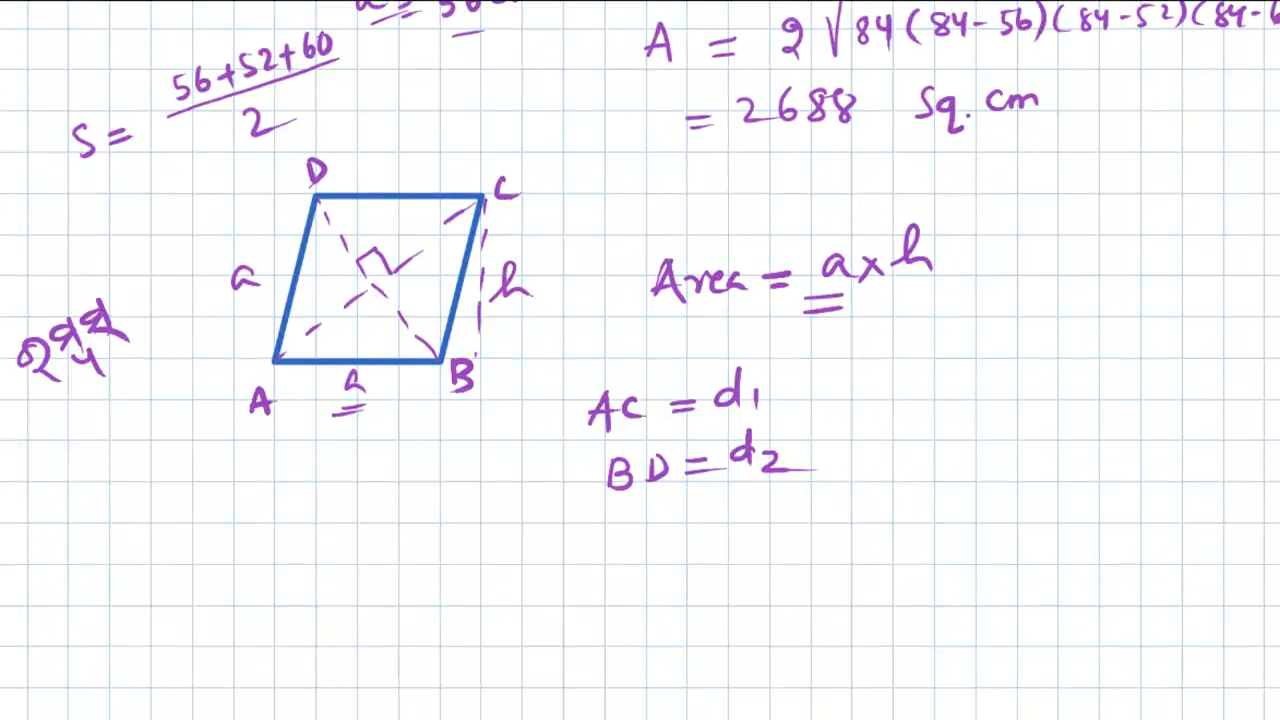 S = 56+52+60 / 2
A = 2 √84(84-56)(84-52)(84-6
= 2688 Sq. cm
D
C
a
h
A
a
B
Area = a×h
AC = d1
BD = d2